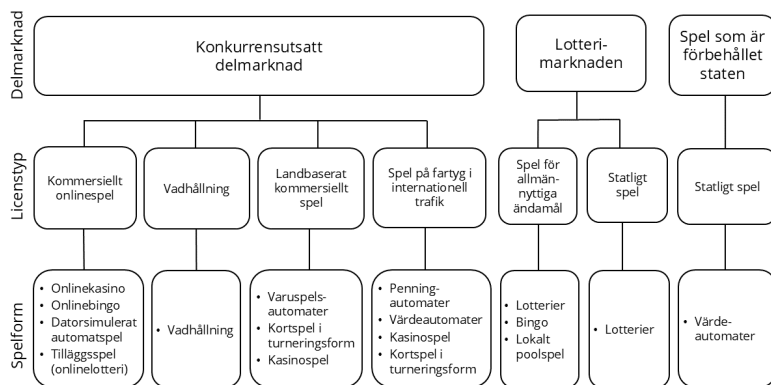 Delmarknad
Konkurrensutsatt
delmarknad
Lotteri-
marknaden
Spel som är
förbehållet
staten
Licenstyp
Kommersiellt
onlinespel
Vadhållning
Landbaserat
kommersiellt
spel
Spel på fartyg i
internationell
trafik
Spel för
allmän-
nyttiga
ändamål
Statligt
spel
Statligt spel
Spelform
• Onlinekasino
• Onlinebingo
• Datorsimulerat
automatspel
• Tilläggsspel
(onlinelotteri)
• Vadhållning
• Varuspels-
automater
• Kortspel i
turneringsform
• Kasinospel
• Penning-
automater
• Värdeautomater
• Kasinospel
• Kortspel i
turneringsform
• Lotterier
• Bingo
• Lokalt
poolspel
• Lotterier
• Värde-
automater